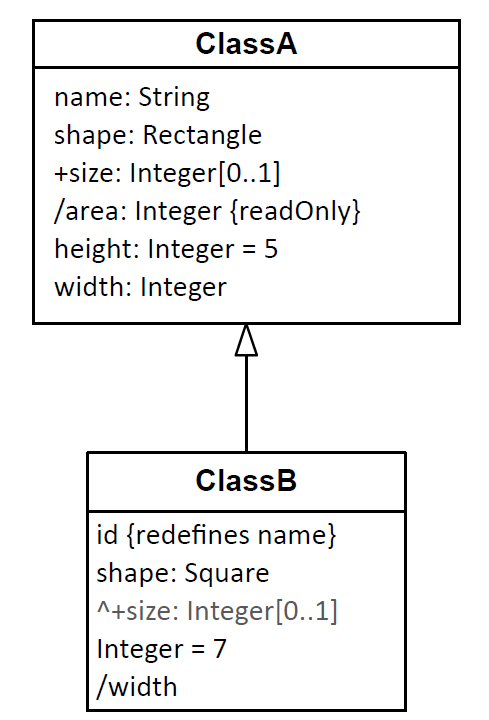 ClassA
name: String
shape: Rectangle
+size: Integer[0..1]
/area: Integer {readOnly}
height: Integer = 5
width: Integer
ClassB
id {redefines name}
shape: Square
^+size: Integer[0..1]
Integer = 7
/width